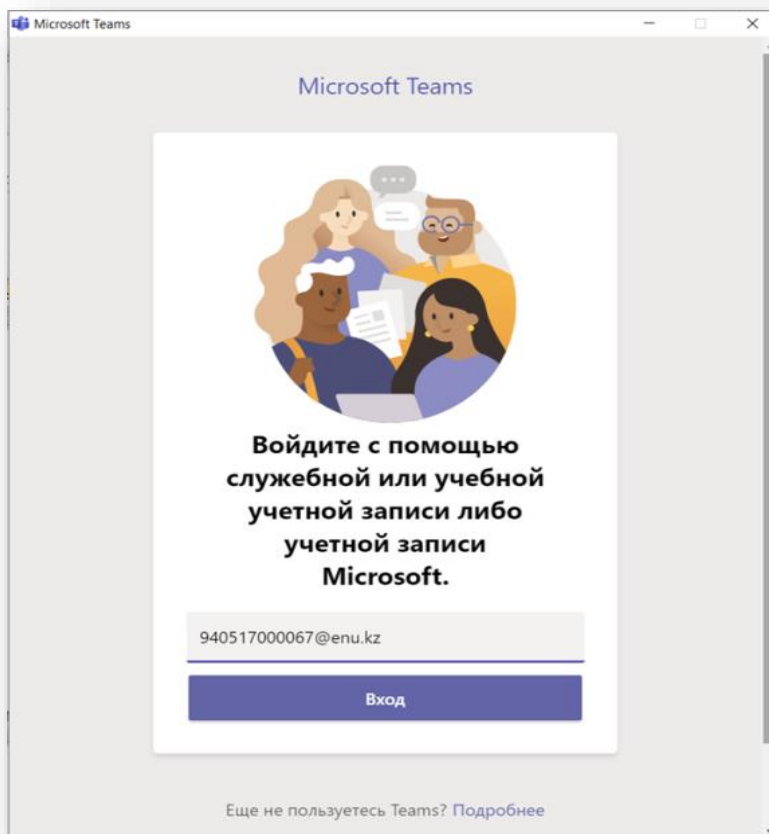 Microsoft Teams
Microsoft Teams
Войдите с помощью
служебной или учебной
учетной записи либо
учетной записи
Microsoft.
940517000067@enu.kz
Вход
Еще не пользуетесь Teams? Подробнее